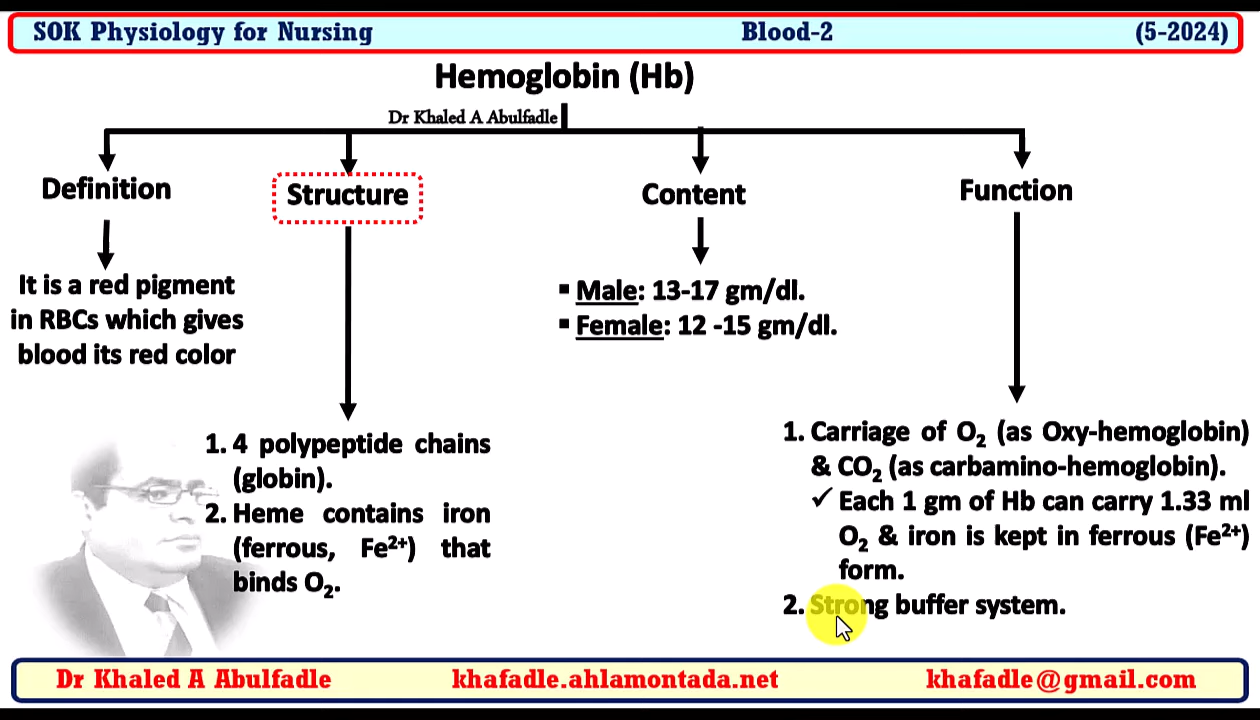 SOK Physiology for Nursing Blood-2 (5-2024)
Hemoglobin (Hb)
Dr Khaled A Abulfadle
Definition
It is a red pigment
in RBCs which gives
blood its red color
Structure
1. 4 polypeptide chains
(globin).
2. Heme contains iron
(ferrous, Fe²⁺) that
binds O₂.
Content
▪ Male: 13-17 gm/dl.
▪ Female: 12 -15 gm/dl.
Function
1. Carriage of O₂ (as Oxy-hemoglobin)
& CO₂ (as carbamino-hemoglobin).
✓ Each 1 gm of Hb can carry 1.33 ml
O₂ & iron is kept in ferrous (Fe²⁺)
form.
2. Strong buffer system.
Dr Khaled A Abulfadle khafadle.ahlamontada.net khafadle@gmail.com